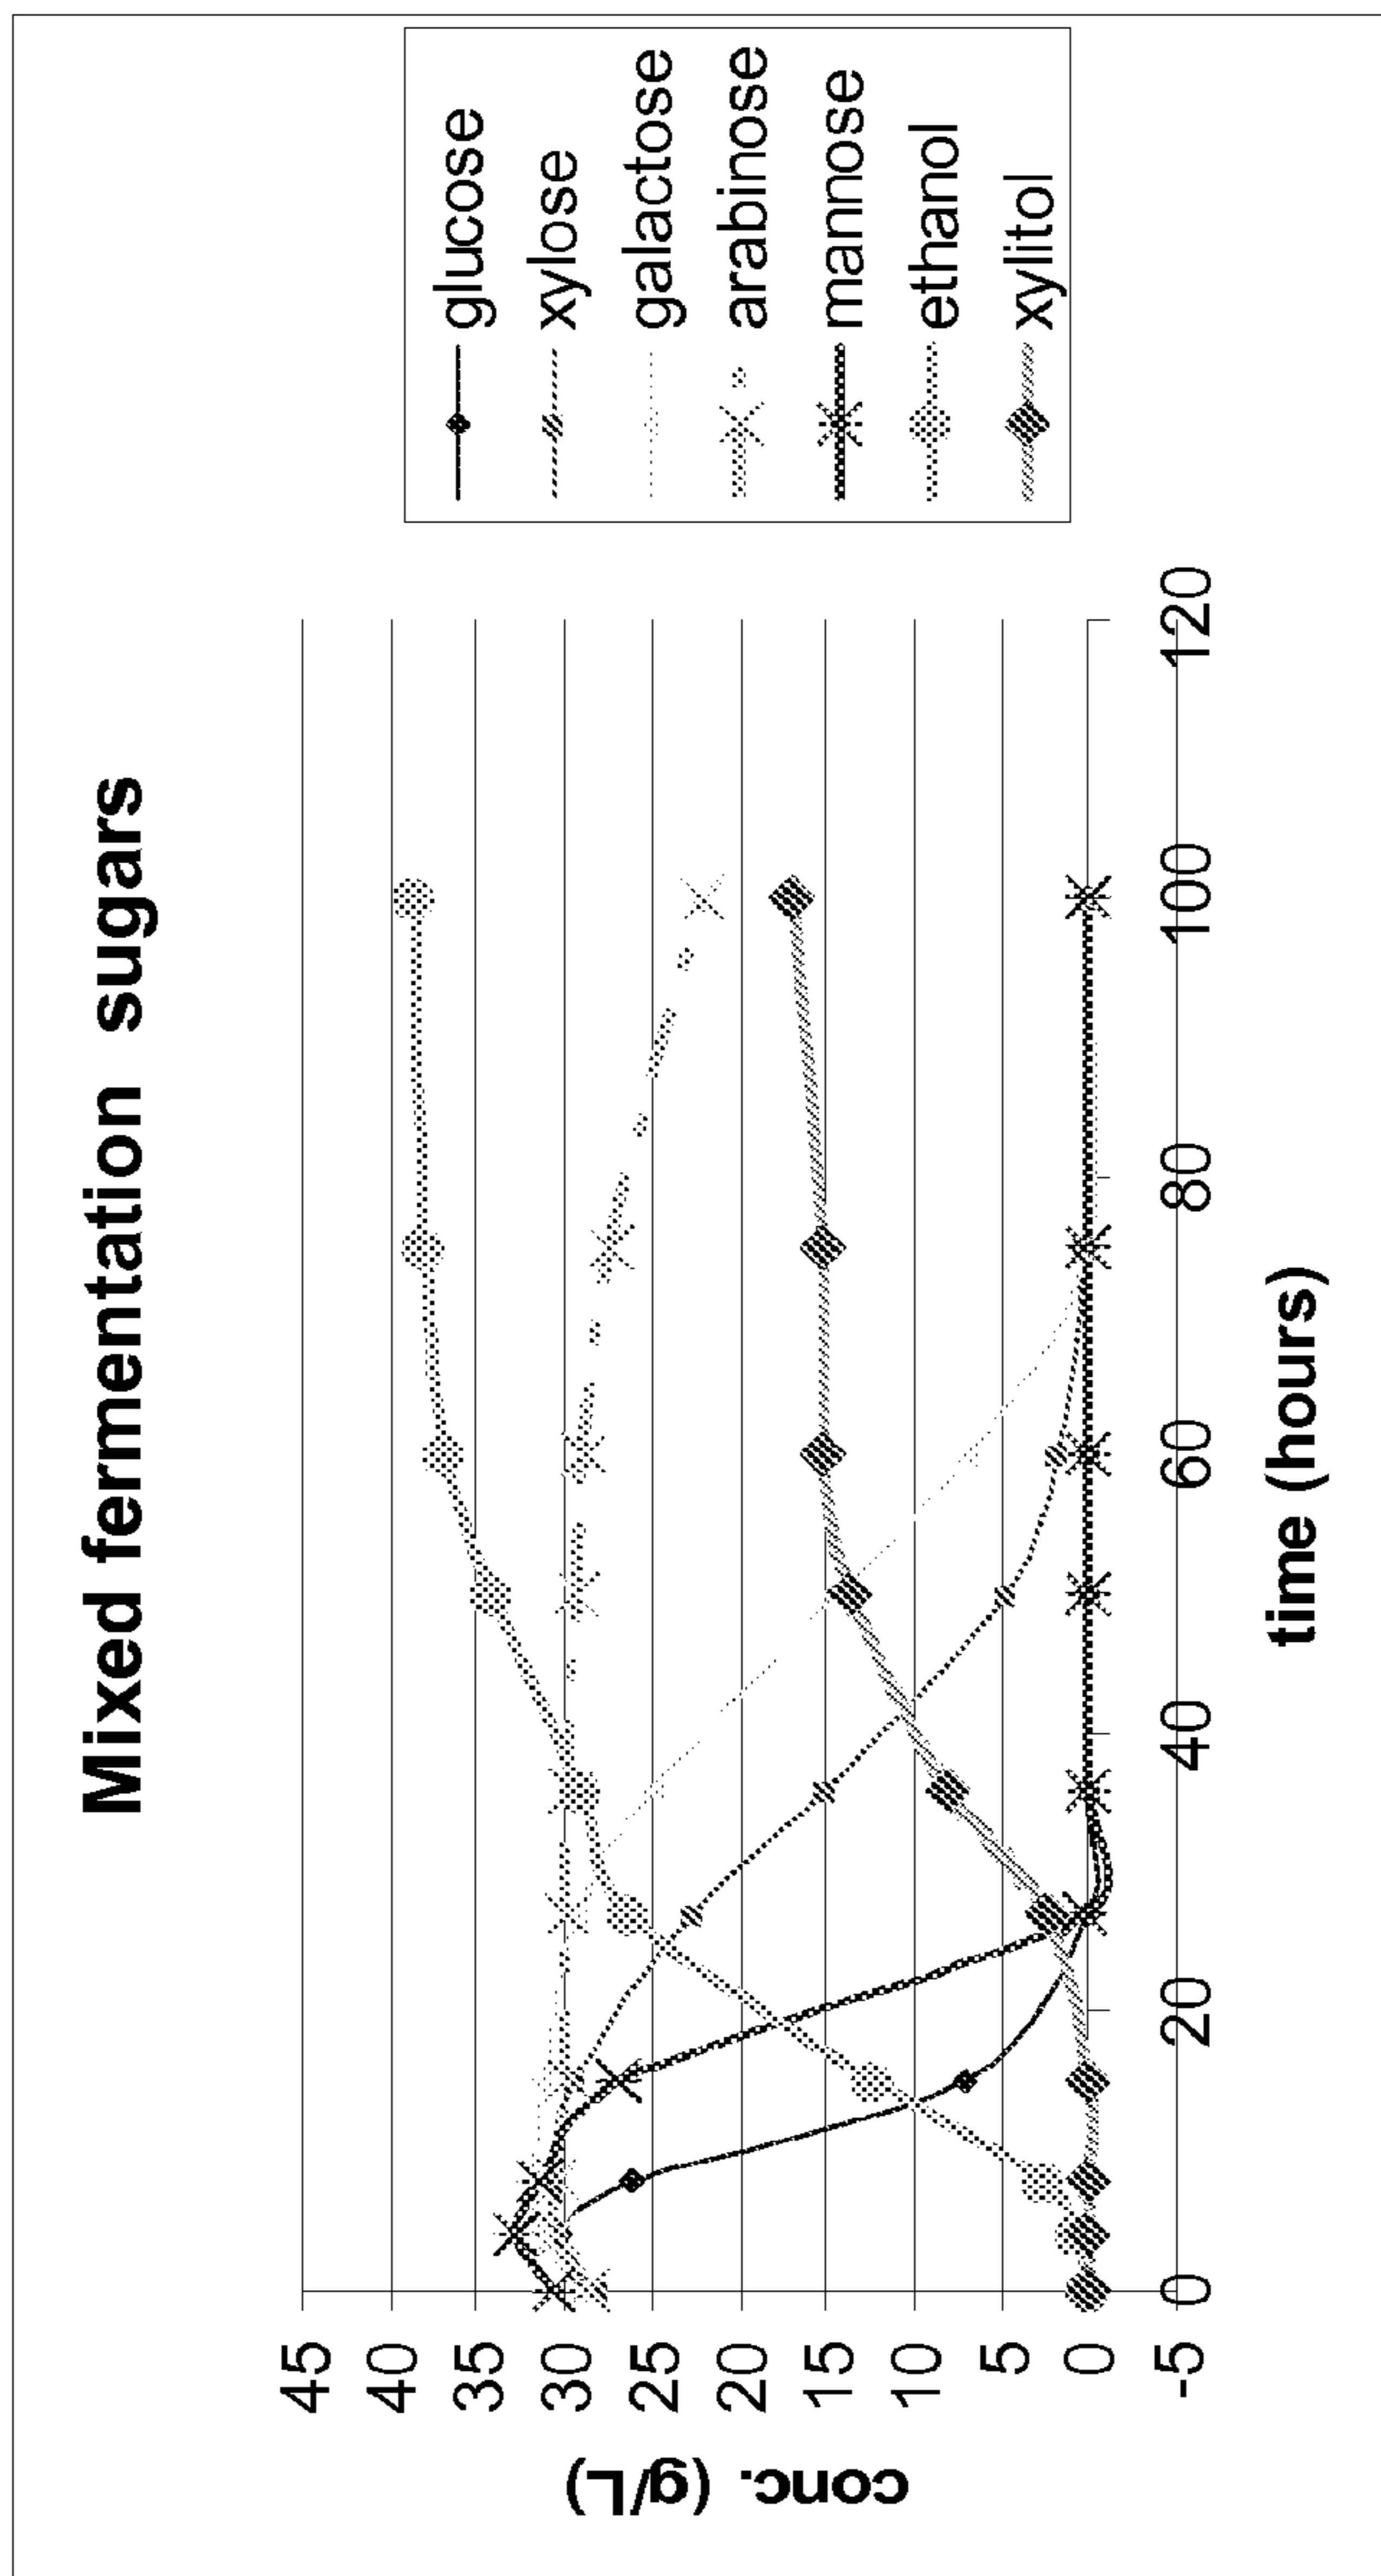 Mixed fermentation sugars
45
40
35
30
25
20
15
10
5
0
-5
conc. (g/L)
0
20
40
60
80
100
120
time (hours)
glucose
xylose
galactose
arabinose
mannose
ethanol
xylitol